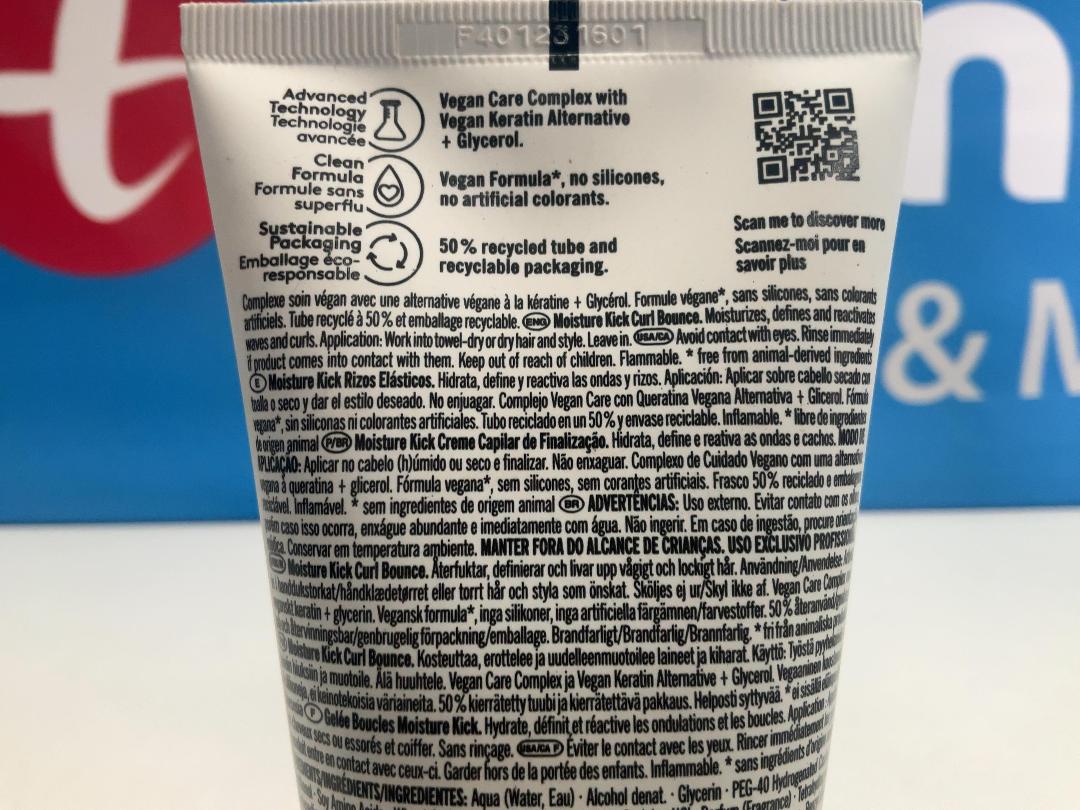 P401231601
Advanced
Technology
Technologie
avancée
Vegan Care Complex with
Vegan Keratin Alternative
+ Glycerol.
Clean
Formula
Formule sans
superflu
Vegan Formula*, no silicones,
no artificial colorants.
Sustainable
Packaging
Emballage éco-
responsable
50% recycled tube and
recyclable packaging.
Scan me to discover more
Scannez-moi pour en
savoir plus
Complexe soin végan avec une alternative végane à la kératine + Glycérol. Formule végane*, sans silicones, sans colorants
artificiels. Tube recyclé à 50% et emballage recyclable. ENG Moisture Kick Curl Bounce. Moisturizes, defines and reactivates
waves and curls. Application: Work into towel-dry or dry hair and style. Leave in. USA/CA Avoid contact with eyes. Rinse immediately
if product comes into contact with them. Keep out of reach of children. Flammable. * free from animal-derived ingredients
E Moisture Kick Rizos Elásticos. Hidrata, define y reactiva las ondas y rizos. Aplicación: Aplicar sobre cabello secado con
toalla o seco y dar el estilo deseado. No enjuagar. Complejo Vegan Care con Queratina Vegana Alternativa + Glicerol. Fórmula
vegana*, sin siliconas ni colorantes artificiales. Tubo reciclado en un 50% y envase reciclable. Inflamable. * libre de ingredientes
de origen animal P/BR Moisture Kick Creme Capilar de Finalização. Hidrata, define e reativa as ondas e cachos. MODO DE
APLICAÇÃO: Aplicar no cabelo (h)úmido ou seco e finalizar. Não enxaguar. Complexo de Cuidado Vegano com uma alternativa
vegana à queratina + glicerol. Fórmula vegana*, sem silicones, sem corantes artificiais. Frasco 50% reciclado e embalagem
Inflamável. * sem ingredientes de origem animal BR ADVERTÊNCIAS: Uso externo. Evitar contato com os
caso isso ocorra, enxágue abundante e imediatamente com água. Não ingerir. Em caso de ingestão, procure
Conservar em temperatura ambiente. MANTER FORA DO ALCANCE DE CRIANÇAS. USO EXCLUSIVO
Moisture Kick Curl Bounce. Återfuktar, definierar och livar upp vågigt och lockigt hår. Användning/Anvendelse:
handdukstorkat/håndklædetørret eller torrt hår och styla som önskat. Sköljes ej ur/Skyl ikke af. Vegan Care Complex
keratin + glycerin. Vegansk formula*, inga silikoner, inga artificiella färgämnen/farvestoffer. 50%
återvinningsbar/genbrugelig förpackning/emballage. Brandfarligt/Brandfarlig/Brannfarlig. * fri från animaliska
Moisture Kick Curl Bounce. Kosteuttaa, erottelee ja uudelleenmuotoilee laineet ja kiharat. Käyttö: Työstä
hiuksiin ja muotoile. Älä huuhtele. Vegan Care Complex ja Vegan Keratin Alternative + Glycerol. Vegaaninen
ei keinotekoisia väriaineita. 50% kierrätetty tuubi ja kierrätettävä pakkaus. Helposti syttyvää. * ei sisällä
F Gelée Boucles Moisture Kick. Hydrate, définit et réactive les ondulations et les boucles. Application:
cheveux secs ou essorés et coiffer. Sans rinçage. USA/CA F Éviter le contact avec les yeux. Rincer immédiatement
entre en contact avec ceux-ci. Garder hors de la portée des enfants. Inflammable. * sans ingrédients d'origine
INGREDIENTS/INGRÉDIENTS/INGREDIENTES: Aqua (Water, Eau) · Alcohol denat. · Glycerin · PEG-40 Hydrogenated
Soy Amino
(Fragrance)
n
& M